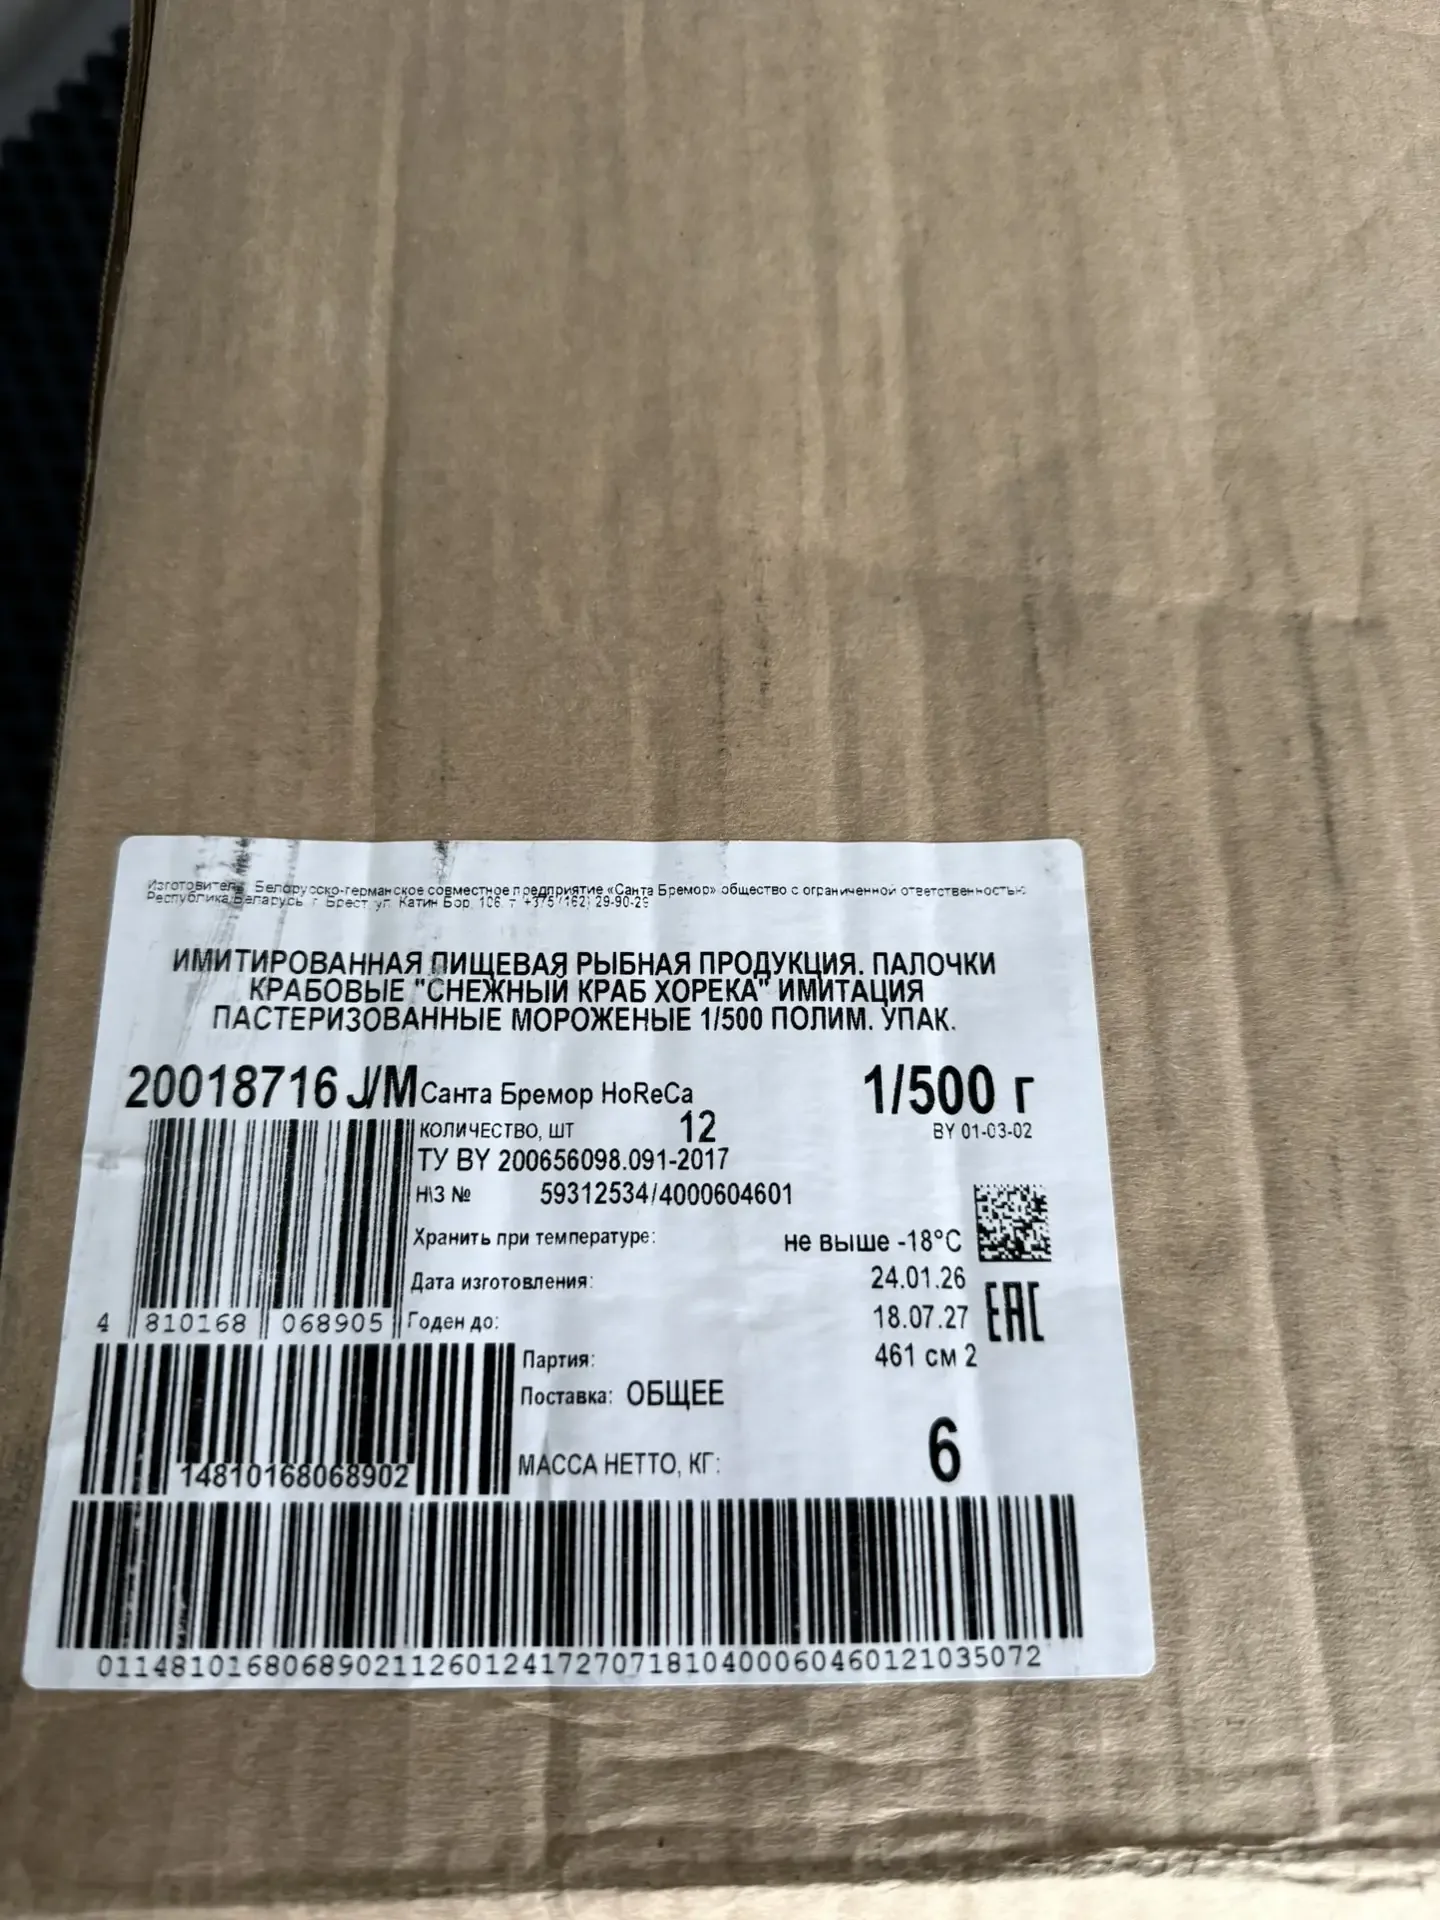 Изготовитель: Белорусско-германское совместное предприятие «Санта Бремор» общество с ограниченной ответственностью
Республика Беларусь, г. Брест ул. Катин Бор, 106, т. +375 (162) 29-90-29
ИМИТИРОВАННАЯ ПИЩЕВАЯ РЫБНАЯ ПРОДУКЦИЯ. ПАЛОЧКИ
КРАБОВЫЕ "СНЕЖНЫЙ КРАБ ХОРЕКА" ИМИТАЦИЯ
ПАСТЕРИЗОВАННЫЕ МОРОЖЕНЫЕ 1/500 ПОЛИМ. УПАК.
20018716 J/M Санта Бремор HoReCa 1/500 г
КОЛИЧЕСТВО, ШТ 12 BY 01-03-02
ТУ BY 200656098.091-2017
Н\З № 59312534/4000604601
Хранить при температуре: не выше -18°С
Дата изготовления: 24.01.26
4 810168 068905 Годен до: 18.07.27 ЕАС
Партия: 461 см 2
Поставка: ОБЩЕЕ
14810168068902 МАССА НЕТТО, КГ: 6
0114810168068902112601241727071810400060460121035072